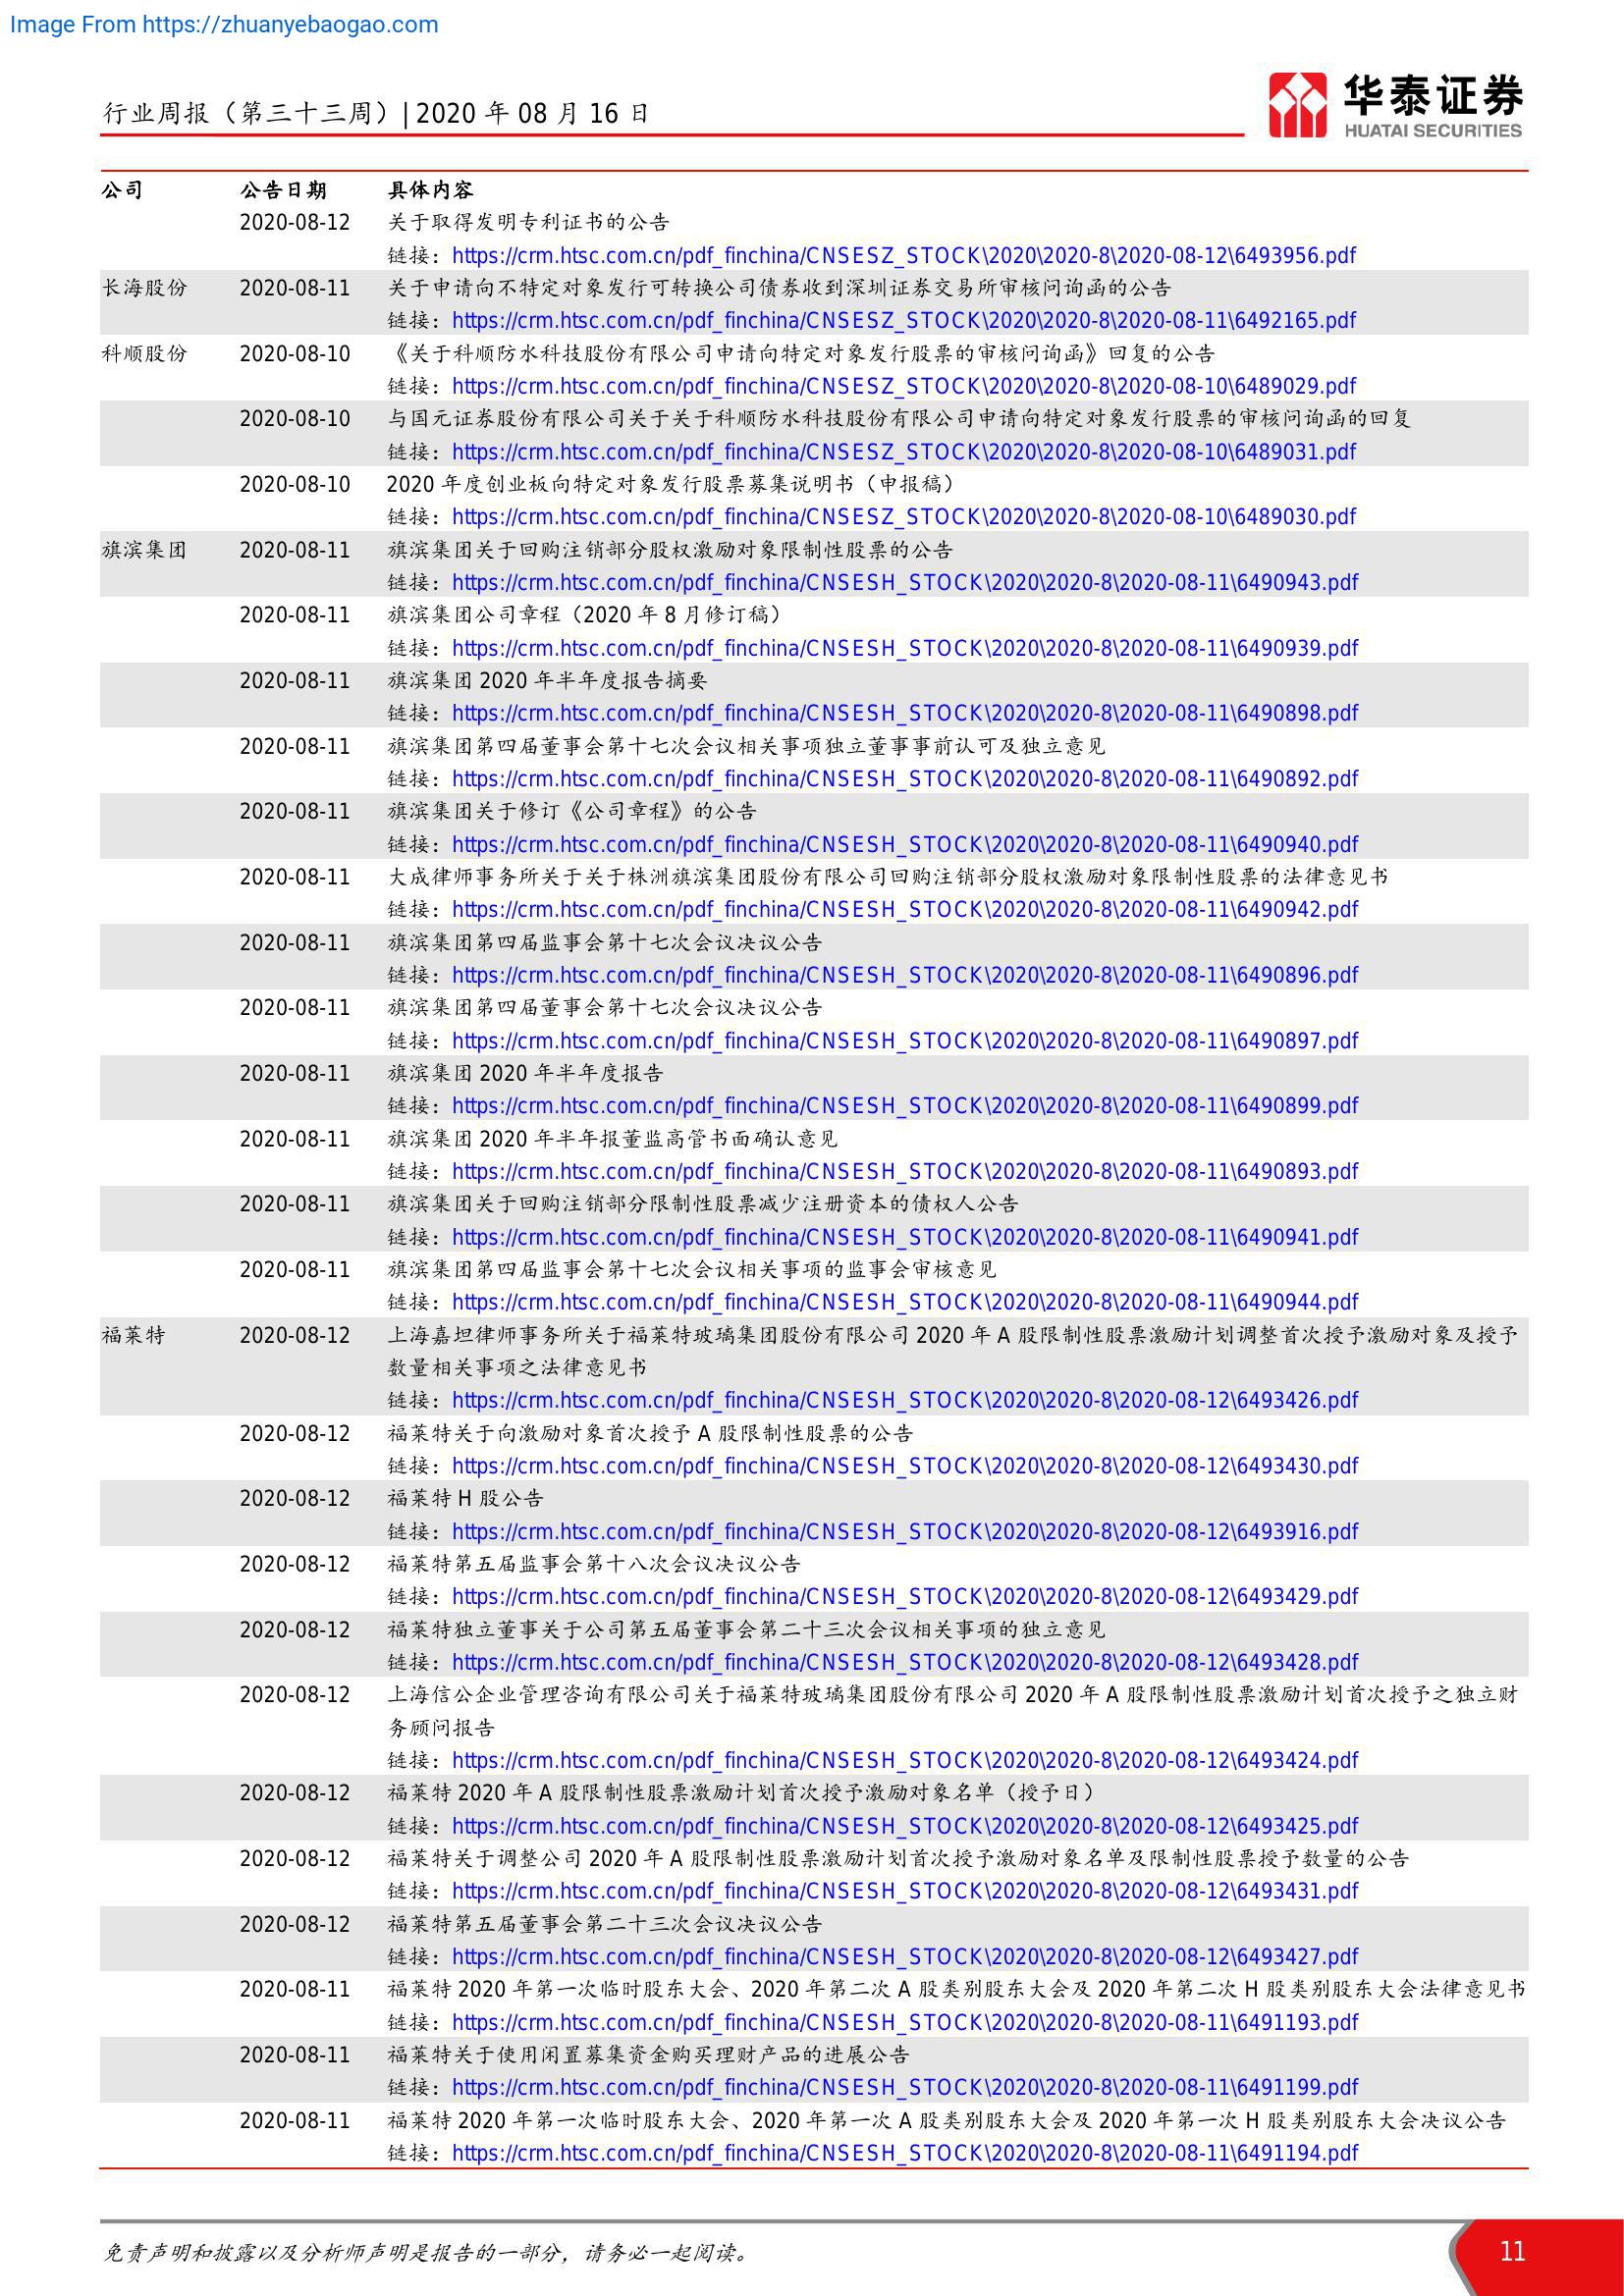 Image From https://zhuanyebaogao.com
行业周报（第三十三周）| 2020 年 08 月 16 日
华泰证券
HUATAI SECURITIES
公司 公告日期 具体内容
2020-08-12 关于取得发明专利证书的公告
链接：https://crm.htsc.com.cn/pdf_finchina/CNSESZ_STOCK\2020\2020-8\2020-08-12\6493956.pdf
长海股份 2020-08-11 关于申请向不特定对象发行可转换公司债券收到深圳证券交易所审核问询函的公告
链接：https://crm.htsc.com.cn/pdf_finchina/CNSESZ_STOCK\2020\2020-8\2020-08-11\6492165.pdf
科顺股份 2020-08-10 《关于科顺防水科技股份有限公司申请向特定对象发行股票的审核问询函》回复的公告
链接：https://crm.htsc.com.cn/pdf_finchina/CNSESZ_STOCK\2020\2020-8\2020-08-10\6489029.pdf
2020-08-10 与国元证券股份有限公司关于关于科顺防水科技股份有限公司申请向特定对象发行股票的审核问询函的回复
链接：https://crm.htsc.com.cn/pdf_finchina/CNSESZ_STOCK\2020\2020-8\2020-08-10\6489031.pdf
2020-08-10 2020 年度创业板向特定对象发行股票募集说明书（申报稿）
链接：https://crm.htsc.com.cn/pdf_finchina/CNSESZ_STOCK\2020\2020-8\2020-08-10\6489030.pdf
旗滨集团 2020-08-11 旗滨集团关于回购注销部分股权激励对象限制性股票的公告
链接：https://crm.htsc.com.cn/pdf_finchina/CNSESH_STOCK\2020\2020-8\2020-08-11\6490943.pdf
2020-08-11 旗滨集团公司章程（2020 年 8 月修订稿）
链接：https://crm.htsc.com.cn/pdf_finchina/CNSESH_STOCK\2020\2020-8\2020-08-11\6490939.pdf
2020-08-11 旗滨集团 2020 年半年度报告摘要
链接：https://crm.htsc.com.cn/pdf_finchina/CNSESH_STOCK\2020\2020-8\2020-08-11\6490898.pdf
2020-08-11 旗滨集团第四届董事会第十七次会议相关事项独立董事事前认可及独立意见
链接：https://crm.htsc.com.cn/pdf_finchina/CNSESH_STOCK\2020\2020-8\2020-08-11\6490892.pdf
2020-08-11 旗滨集团关于修订《公司章程》的公告
链接：https://crm.htsc.com.cn/pdf_finchina/CNSESH_STOCK\2020\2020-8\2020-08-11\6490940.pdf
2020-08-11 大成律师事务所关于关于株洲旗滨集团股份有限公司回购注销部分股权激励对象限制性股票的法律意见书
链接：https://crm.htsc.com.cn/pdf_finchina/CNSESH_STOCK\2020\2020-8\2020-08-11\6490942.pdf
2020-08-11 旗滨集团第四届监事会第十七次会议决议公告
链接：https://crm.htsc.com.cn/pdf_finchina/CNSESH_STOCK\2020\2020-8\2020-08-11\6490896.pdf
2020-08-11 旗滨集团第四届董事会第十七次会议决议公告
链接：https://crm.htsc.com.cn/pdf_finchina/CNSESH_STOCK\2020\2020-8\2020-08-11\6490897.pdf
2020-08-11 旗滨集团 2020 年半年度报告
链接：https://crm.htsc.com.cn/pdf_finchina/CNSESH_STOCK\2020\2020-8\2020-08-11\6490899.pdf
2020-08-11 旗滨集团 2020 年半年报董监高管书面确认意见
链接：https://crm.htsc.com.cn/pdf_finchina/CNSESH_STOCK\2020\2020-8\2020-08-11\6490893.pdf
2020-08-11 旗滨集团关于回购注销部分限制性股票减少注册资本的债权人公告
链接：https://crm.htsc.com.cn/pdf_finchina/CNSESH_STOCK\2020\2020-8\2020-08-11\6490941.pdf
2020-08-11 旗滨集团第四届监事会第十七次会议相关事项的监事会审核意见
链接：https://crm.htsc.com.cn/pdf_finchina/CNSESH_STOCK\2020\2020-8\2020-08-11\6490944.pdf
福莱特 2020-08-12 上海嘉坦律师事务所关于福莱特玻璃集团股份有限公司 2020 年 A 股限制性股票激励计划调整首次授予激励对象及授予
数量相关事项之法律意见书
链接：https://crm.htsc.com.cn/pdf_finchina/CNSESH_STOCK\2020\2020-8\2020-08-12\6493426.pdf
2020-08-12 福莱特关于向激励对象首次授予 A 股限制性股票的公告
链接：https://crm.htsc.com.cn/pdf_finchina/CNSESH_STOCK\2020\2020-8\2020-08-12\6493430.pdf
2020-08-12 福莱特 H 股公告
链接：https://crm.htsc.com.cn/pdf_finchina/CNSESH_STOCK\2020\2020-8\2020-08-12\6493916.pdf
2020-08-12 福莱特第五届监事会第十八次会议决议公告
链接：https://crm.htsc.com.cn/pdf_finchina/CNSESH_STOCK\2020\2020-8\2020-08-12\6493429.pdf
2020-08-12 福莱特独立董事关于公司第五届董事会第二十三次会议相关事项的独立意见
链接：https://crm.htsc.com.cn/pdf_finchina/CNSESH_STOCK\2020\2020-8\2020-08-12\6493428.pdf
2020-08-12 上海信公企业管理咨询有限公司关于福莱特玻璃集团股份有限公司 2020 年 A 股限制性股票激励计划首次授予之独立财
务顾问报告
链接：https://crm.htsc.com.cn/pdf_finchina/CNSESH_STOCK\2020\2020-8\2020-08-12\6493424.pdf
2020-08-12 福莱特 2020 年 A 股限制性股票激励计划首次授予激励对象名单（授予日）
链接：https://crm.htsc.com.cn/pdf_finchina/CNSESH_STOCK\2020\2020-8\2020-08-12\6493425.pdf
2020-08-12 福莱特关于调整公司 2020 年 A 股限制性股票激励计划首次授予激励对象名单及限制性股票授予数量的公告
链接：https://crm.htsc.com.cn/pdf_finchina/CNSESH_STOCK\2020\2020-8\2020-08-12\6493431.pdf
2020-08-12 福莱特第五届董事会第二十三次会议决议公告
链接：https://crm.htsc.com.cn/pdf_finchina/CNSESH_STOCK\2020\2020-8\2020-08-12\6493427.pdf
2020-08-11 福莱特 2020 年第一次临时股东大会、2020 年第二次 A 股类别股东大会及 2020 年第二次 H 股类别股东大会法律意见书
链接：https://crm.htsc.com.cn/pdf_finchina/CNSESH_STOCK\2020\2020-8\2020-08-11\6491193.pdf
2020-08-11 福莱特关于使用闲置募集资金购买理财产品的进展公告
链接：https://crm.htsc.com.cn/pdf_finchina/CNSESH_STOCK\2020\2020-8\2020-08-11\6491199.pdf
2020-08-11 福莱特 2020 年第一次临时股东大会、2020 年第一次 A 股类别股东大会及 2020 年第一次 H 股类别股东大会决议公告
链接：https://crm.htsc.com.cn/pdf_finchina/CNSESH_STOCK\2020\2020-8\2020-08-11\6491194.pdf
免责声明和披露以及分析师声明是报告的一部分，请务必一起阅读。
11